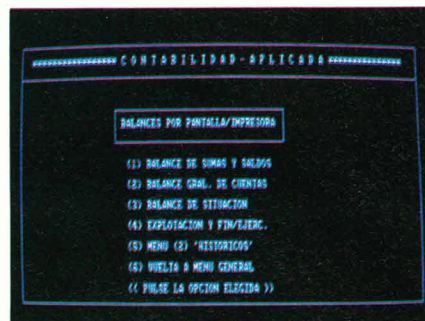 CONTABILIDAD-APLICADA
BALANCES POR PANTALLA/IMPRESORA
(1) BALANCE DE SUMAS Y SALDOS
(2) BALANCE GRAL. DE CUENTAS
(3) BALANCE DE SITUACION
(4) EXPLOTACION Y FIN/EJERC.
(5) MENU (2) 'HISTORICOS'
(6) VUELTA A MENU GENERAL
(( PULSE LA OPCION ELEGIDA ))